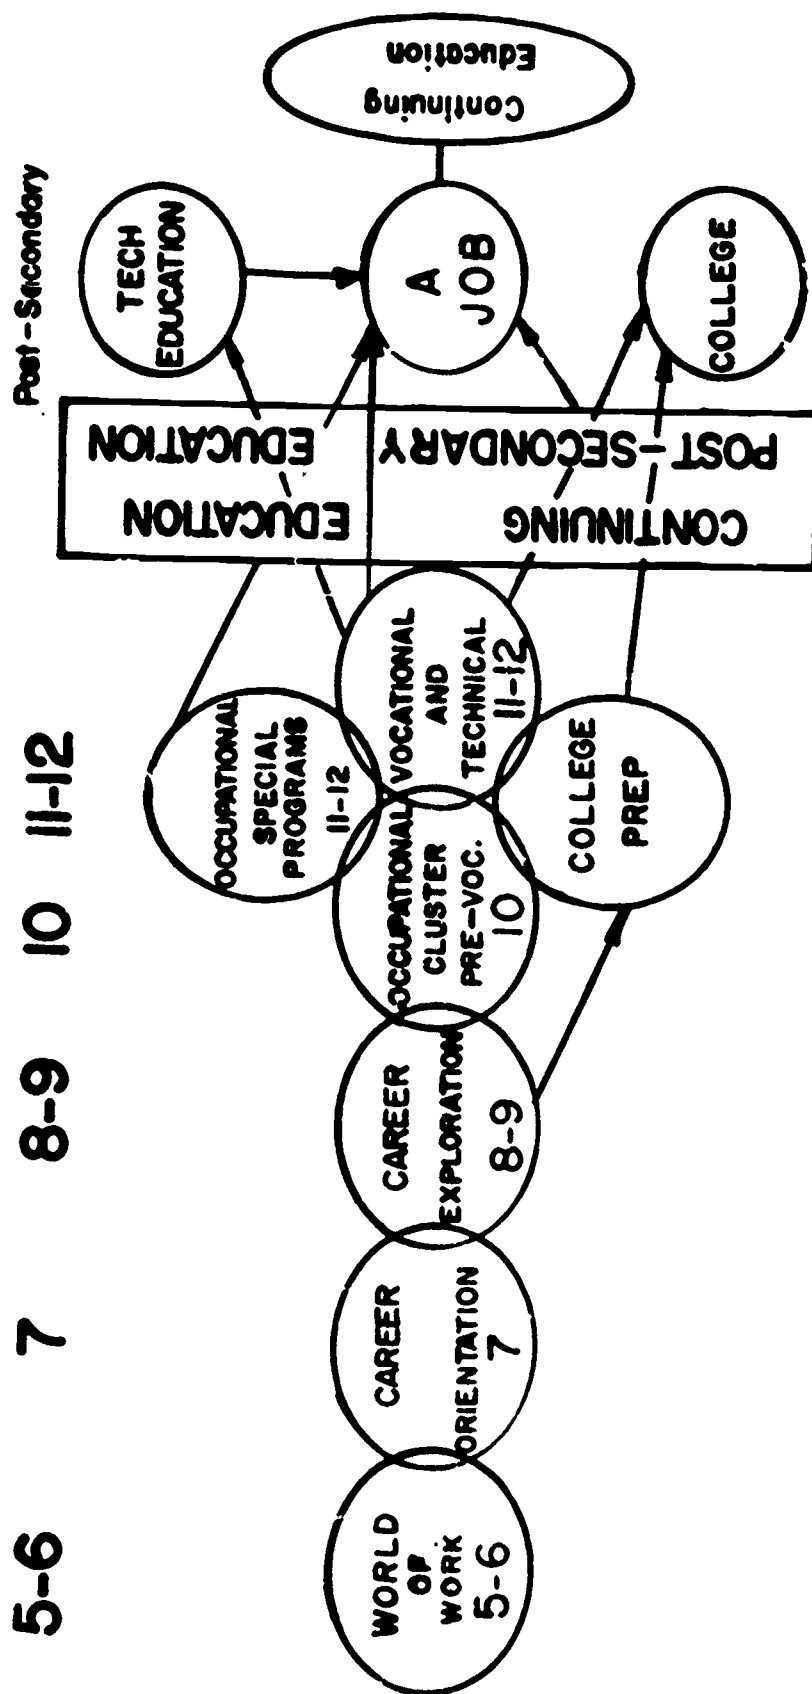 5-6
7
8-9
10
11-12
Post-Secondary
WORLD
OF
WORK
5-6
CAREER
ORIENTATION
7
CAREER
EXPLORATION
8-9
OCCUPATIONAL
CLUSTER
PRE-VOC.
10
OCCUPATIONAL
SPECIAL
PROGRAMS
11-12
VOCATIONAL
AND
TECHNICAL
11-12
COLLEGE
PREP
CONTINUING EDUCATION
POST-SECONDARY EDUCATION
TECH
EDUCATION
A
JOB
COLLEGE
Continuing
Education